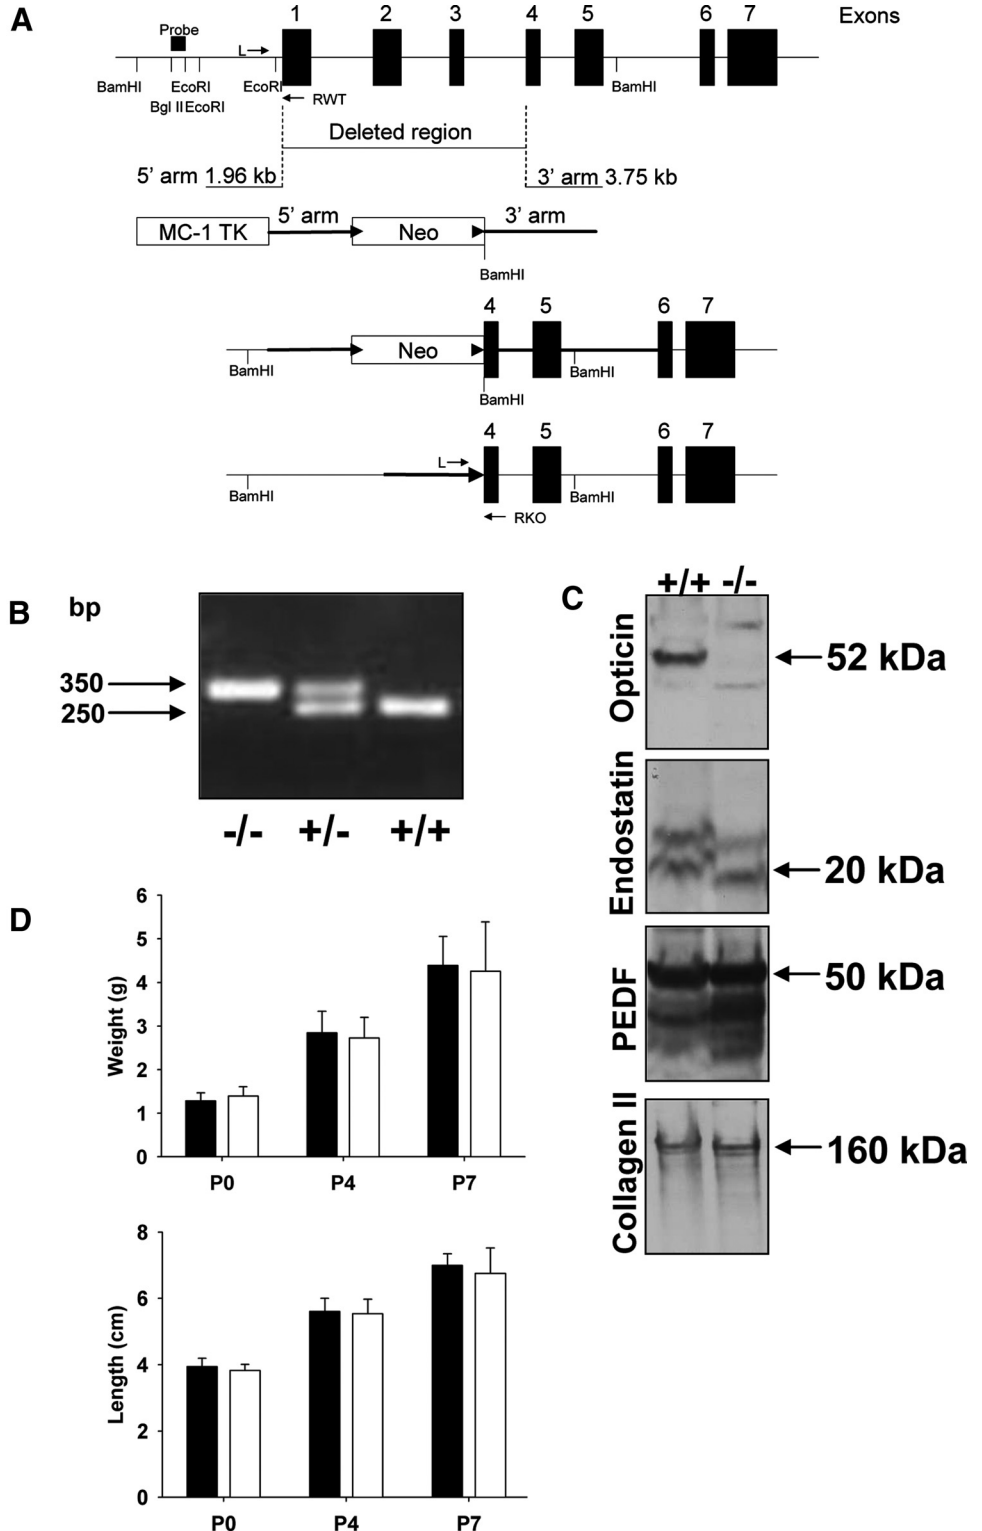 A
1 2 3 4 5 6 7 Exons
Probe
L
BamHI EcoRI EcoRI BamHI
Bgl II EcoRI
RWT
Deleted region
5’ arm 1.96 kb 3’ arm 3.75 kb
5’ arm 3’ arm
MC-1 TK Neo
BamHI
4 5 6 7
Neo
BamHI BamHI
BamHI
4 5 6 7
L
BamHI BamHI
RKO
B
bp
350
250
-/- +/- +/+
C
+/+ -/-
Opticin 52 kDa
Endostatin 20 kDa
PEDF 50 kDa
Collagen II 160 kDa
D
Weight (g)
6
5
4
3
2
1
0
P0 P4 P7
Length (cm)
8
6
4
2
0
P0 P4 P7